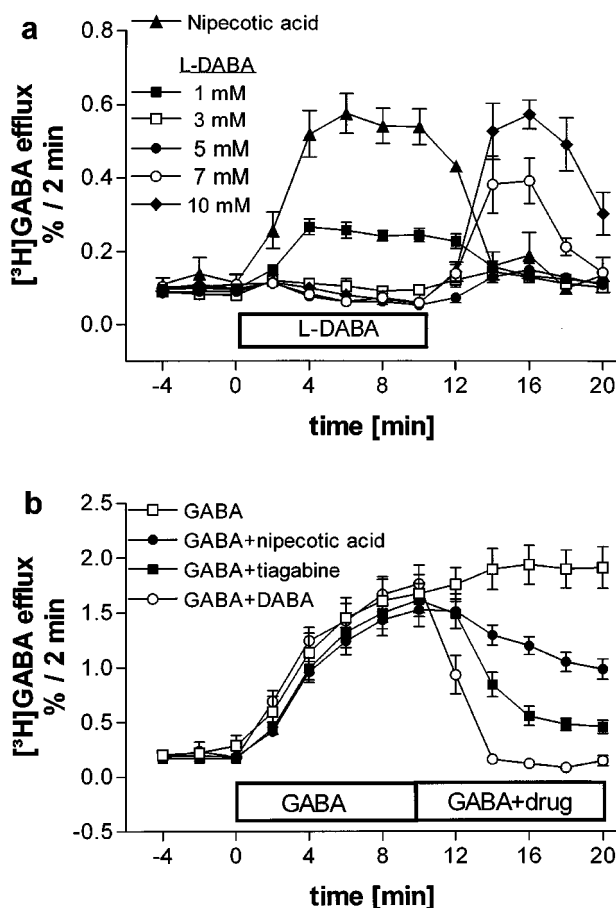 a
Nipecotic acid
L-DABA
1 mM
3 mM
5 mM
7 mM
10 mM
[³H]GABA efflux
% / 2 min
0.8
0.6
0.4
0.2
0.0
L-DABA
-4 0 4 8 12 16 20
time [min]
b
GABA
GABA+nipecotic acid
GABA+tiagabine
GABA+DABA
[³H]GABA efflux
% / 2 min
2.5
2.0
1.5
1.0
0.5
0.0
-0.5
GABA
GABA+drug
-4 0 4 8 12 16 20
time [min]